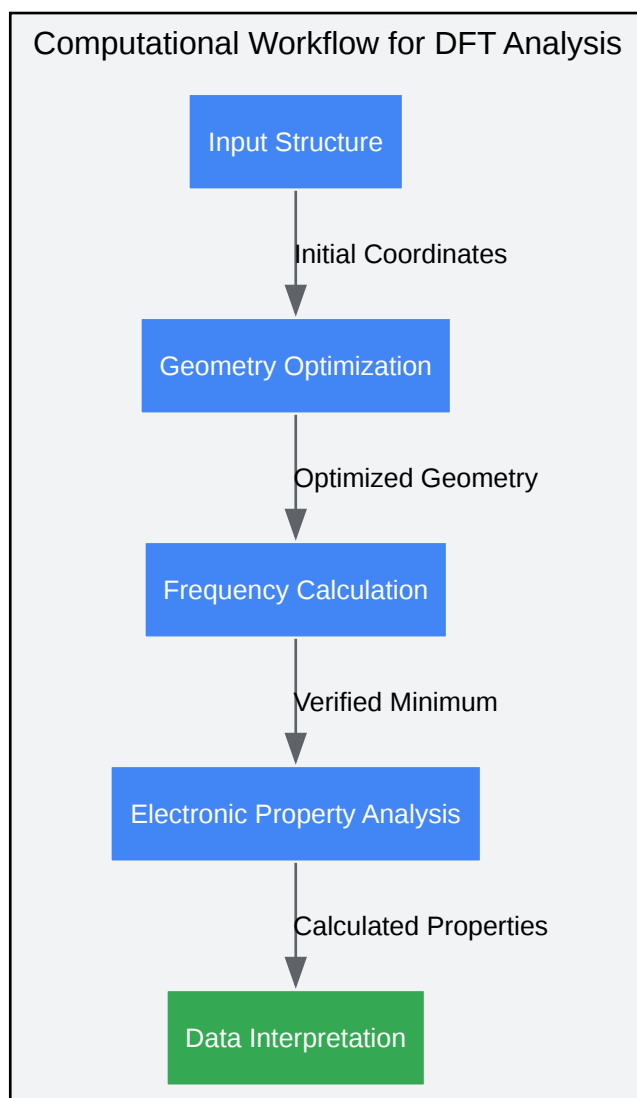 Computational Workflow for DFT Analysis
Input Structure
Initial Coordinates
Geometry Optimization
Optimized Geometry
Frequency Calculation
Verified Minimum
Electronic Property Analysis
Calculated Properties
Data Interpretation